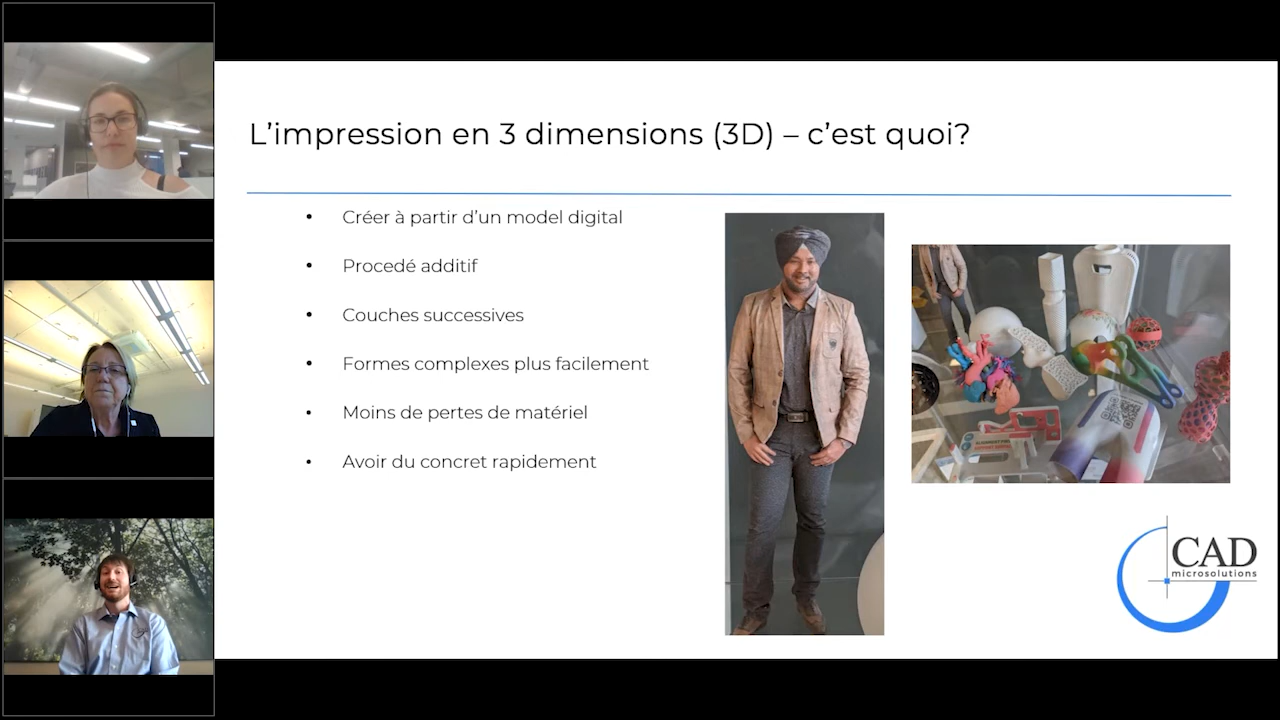 L'impression en 3 dimensions (3D) – c'est quoi?
• Créer à partir d'un model digital
• Procedé additif
• Couches successives
• Formes complexes plus facilement
• Moins de pertes de matériel
• Avoir du concret rapidement
CAD
microsolutions